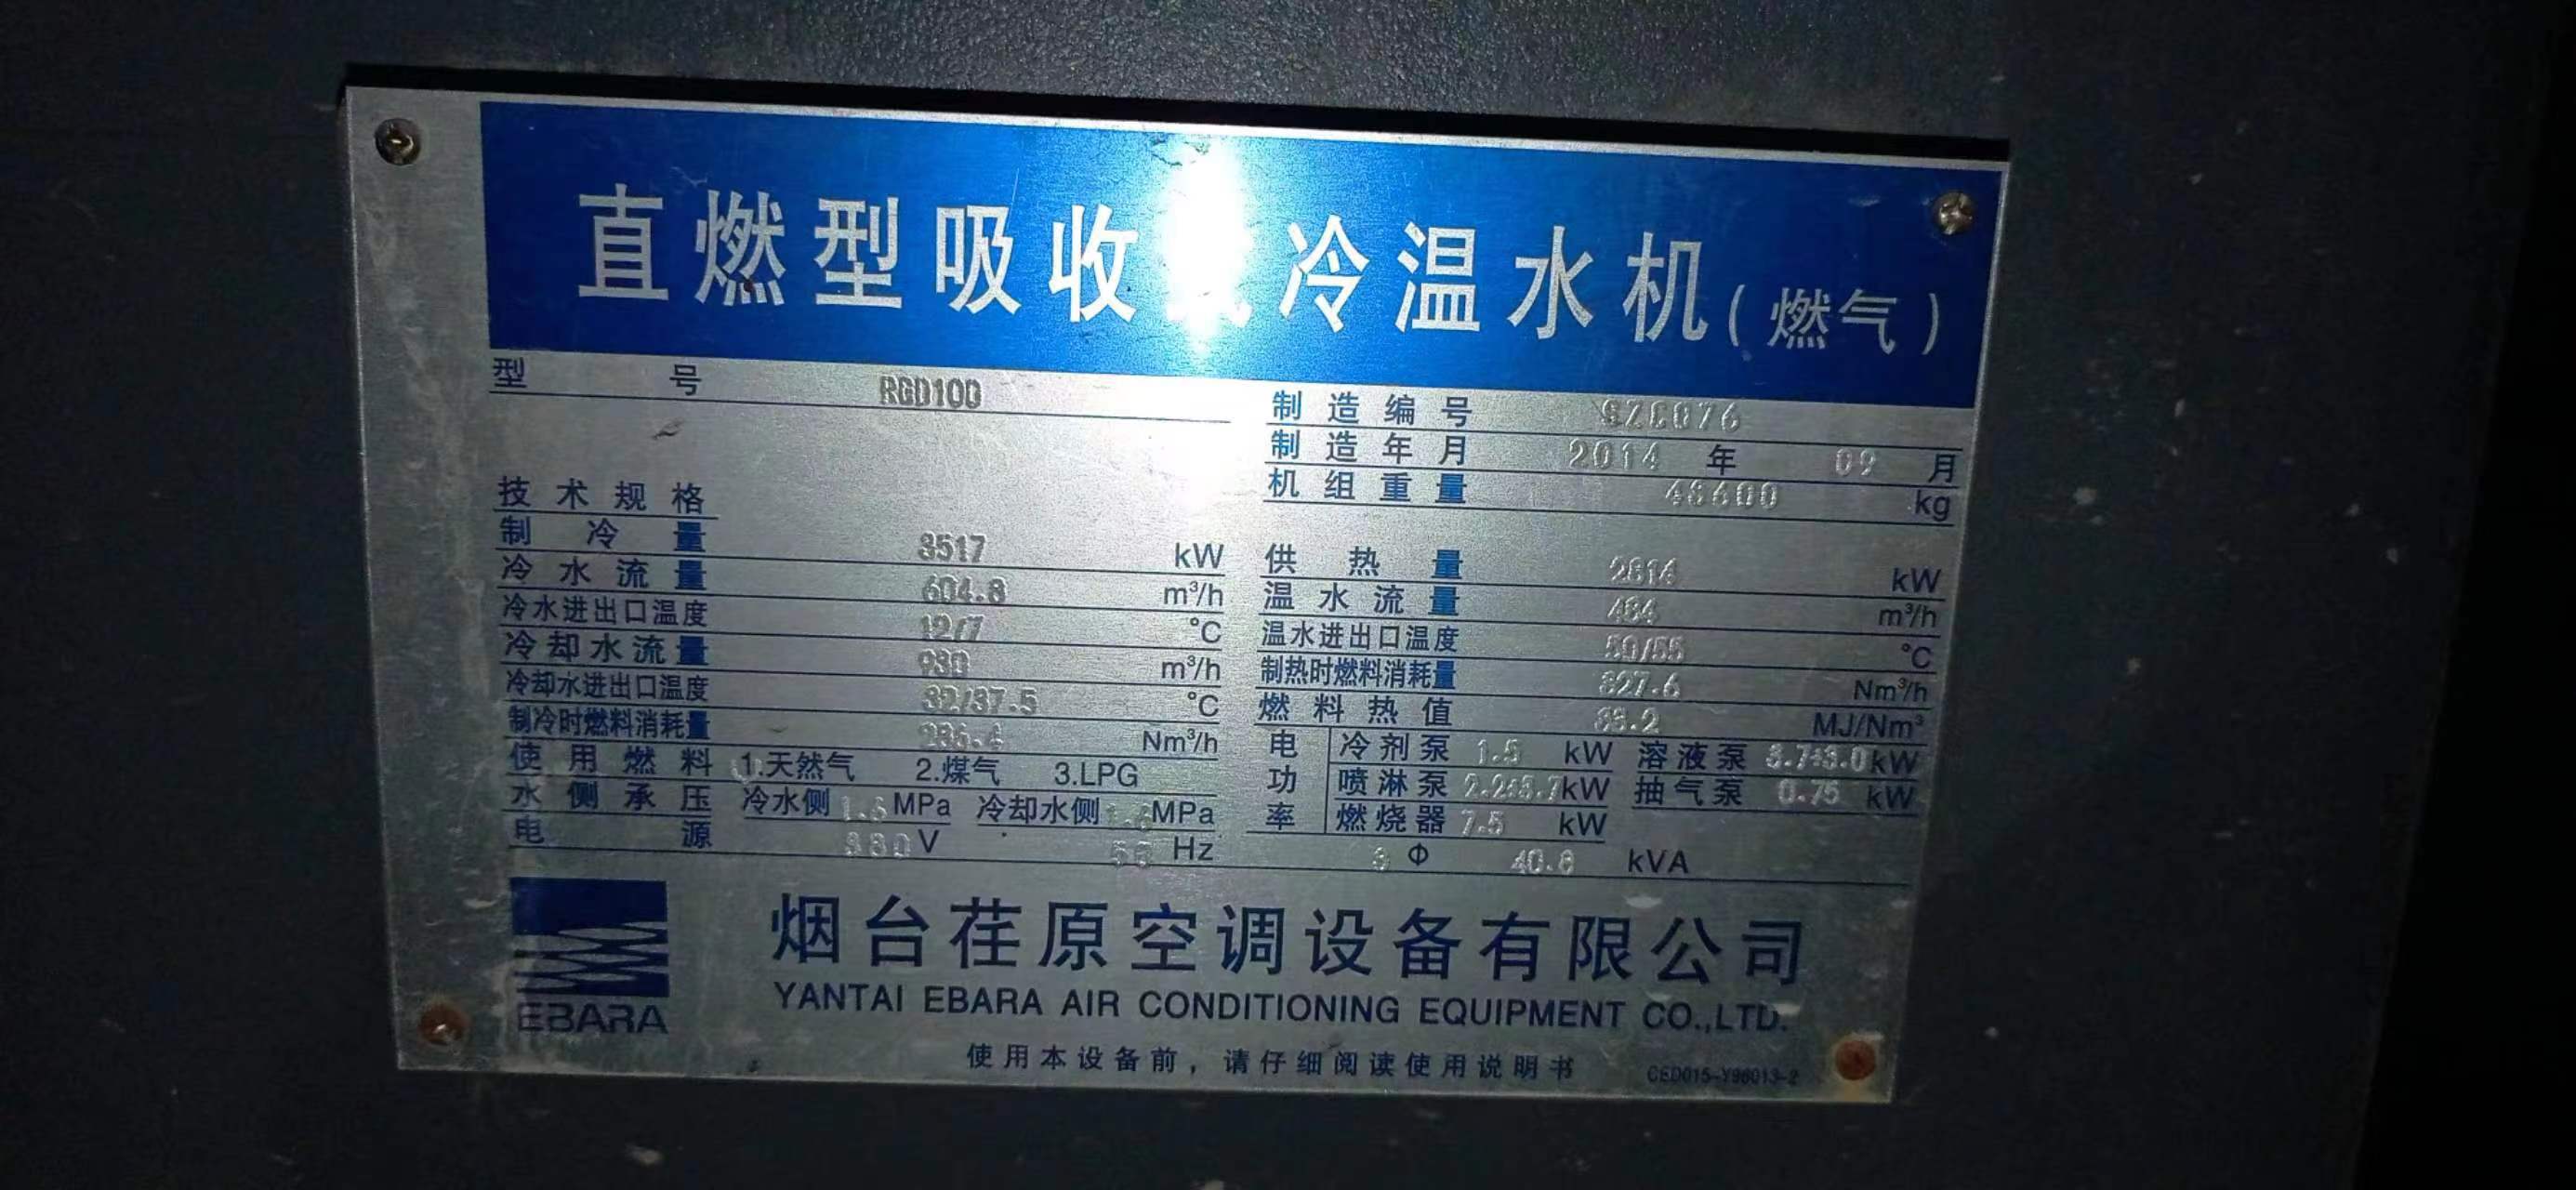 直燃型吸收 冷温水机(燃气)
型号 RGD100
制造编号
制造年月 2014 年 09 月
机组重量 kg
技术规格
制冷量 3517 kW
供热量 kW
冷水流量 604.8 m³/h
温水流量 m³/h
冷水进出口温度 12/7 °C
温水进出口温度 50/55 °C
冷却水流量 930 m³/h
制热时燃料消耗量 327.6 Nm³/h
冷却水进出口温度 32/37.5 °C
燃料热值 MJ/Nm³
制冷时燃料消耗量 Nm³/h
电功率
冷剂泵 1.5 kW 溶液泵 kW
使用燃料 1.天然气 2.煤气 3.LPG
喷淋泵 kW 抽气泵 0.75 kW
水侧承压 冷水侧 MPa 冷却水侧 MPa
燃烧器 7.5 kW
电源 380 V 50 Hz 3 Φ 40.8 kVA
EBARA
烟台荏原空调设备有限公司
YANTAI EBARA AIR CONDITIONING EQUIPMENT CO.,LTD.
使用本设备前，请仔细阅读使用说明书